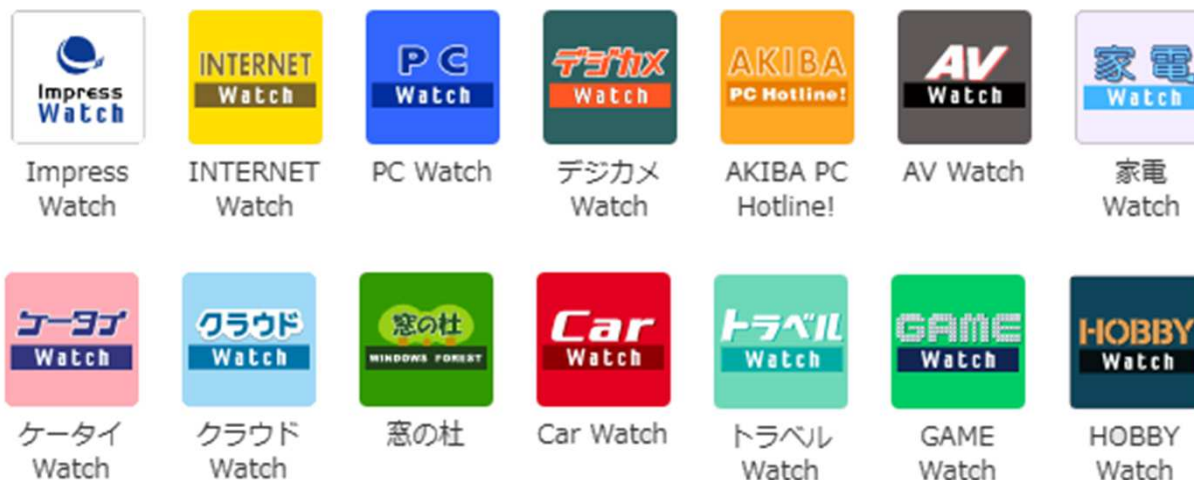 Impress
Watch
INTERNET
Watch
PC
Watch
デジカメ
Watch
AKIBA
PC Hotline!
AV
Watch
家電
Watch
Impress
Watch
INTERNET
Watch
PC Watch
デジカメ
Watch
AKIBA PC
Hotline!
AV Watch
家電
Watch
ケータイ
Watch
クラウド
Watch
窓の杜
WINDOWS FOREST
Car
Watch
トラベル
Watch
GAME
Watch
HOBBY
Watch
ケータイ
Watch
クラウド
Watch
窓の杜
Car Watch
トラベル
Watch
GAME
Watch
HOBBY
Watch